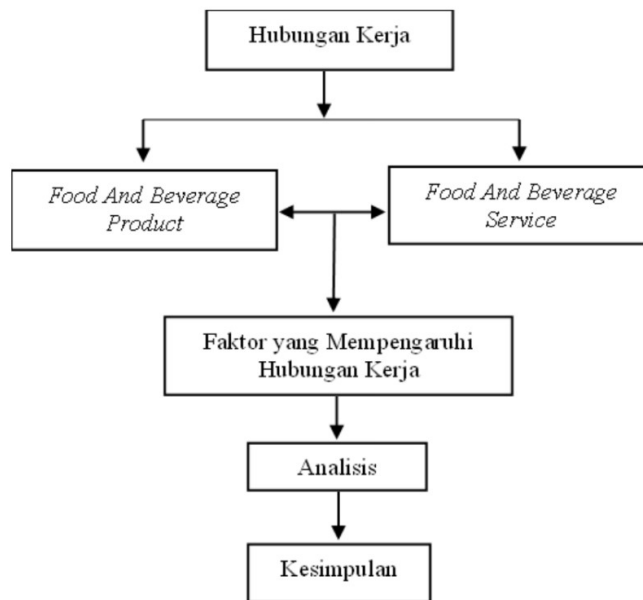 Hubungan Kerja
Food And Beverage
Product
Food And Beverage
Service
Faktor yang Mempengaruhi
Hubungan Kerja
Analisis
Kesimpulan